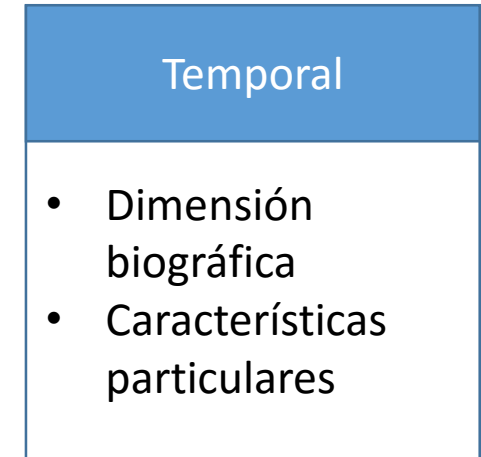 Temporal
• Dimensión
biográfica
• Características
particulares